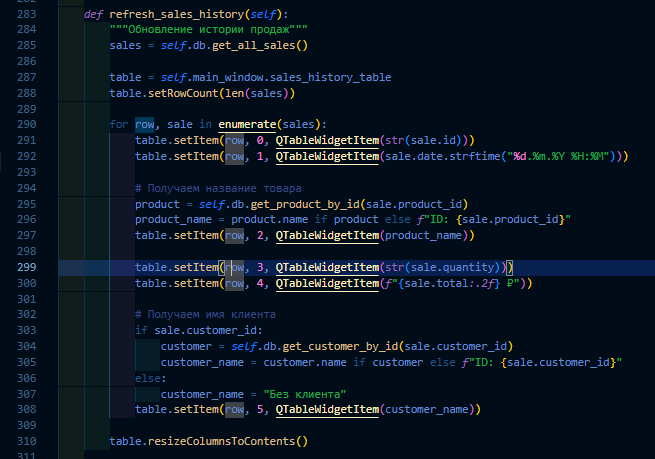 283 def refresh_sales_history(self):
284 """Обновление истории продаж"""
285 sales = self.db.get_all_sales()
286
287 table = self.main_window.sales_history_table
288 table.setRowCount(len(sales))
289
290 for row, sale in enumerate(sales):
291 table.setItem(row, 0, QTableWidgetItem(str(sale.id)))
292 table.setItem(row, 1, QTableWidgetItem(sale.date.strftime("%d.%m.%Y %H:%M")))
293
294 # Получаем название товара
295 product = self.db.get_product_by_id(sale.product_id)
296 product_name = product.name if product else f"ID: {sale.product_id}"
297 table.setItem(row, 2, QTableWidgetItem(product_name))
298
299 table.setItem(row, 3, QTableWidgetItem(str(sale.quantity)))
300 table.setItem(row, 4, QTableWidgetItem(f"{sale.total:.2f} ₽"))
301
302 # Получаем имя клиента
303 if sale.customer_id:
304 customer = self.db.get_customer_by_id(sale.customer_id)
305 customer_name = customer.name if customer else f"ID: {sale.customer_id}"
306 else:
307 customer_name = "Без клиента"
308 table.setItem(row, 5, QTableWidgetItem(customer_name))
309
310 table.resizeColumnsToContents()
311